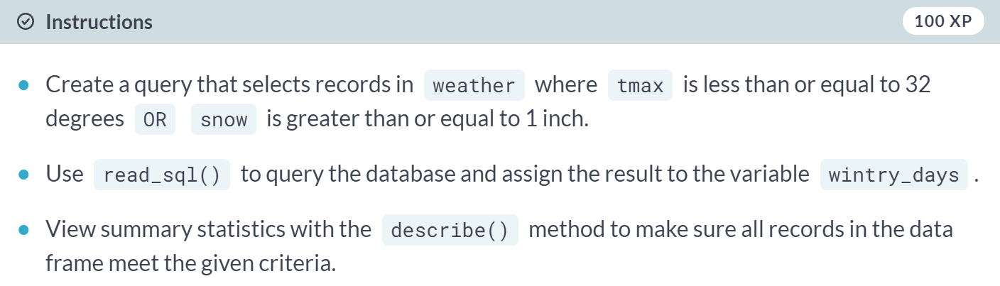 Instructions
100 XP
Create a query that selects records in weather where tmax is less than or equal to 32
degrees OR snow is greater than or equal to 1 inch.
Use read_sql() to query the database and assign the result to the variable wintry_days .
View summary statistics with the describe() method to make sure all records in the data
frame meet the given criteria.